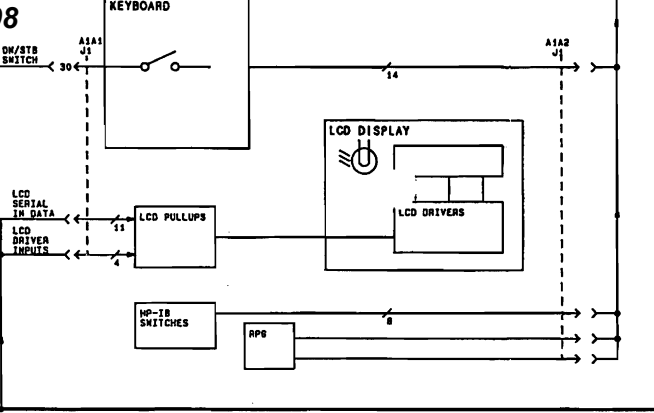 98
KEYBOARD
ON/STB
SWITCH
A1A1
J1
30
A1A2
J1
14
LCD DISPLAY
LCD
SERIAL
IN DATA
11
LCD PULLUPS
LCD DRIVERS
LCD
DRIVER
INPUTS
4
HP-IB
SWITCHES
8
RPG